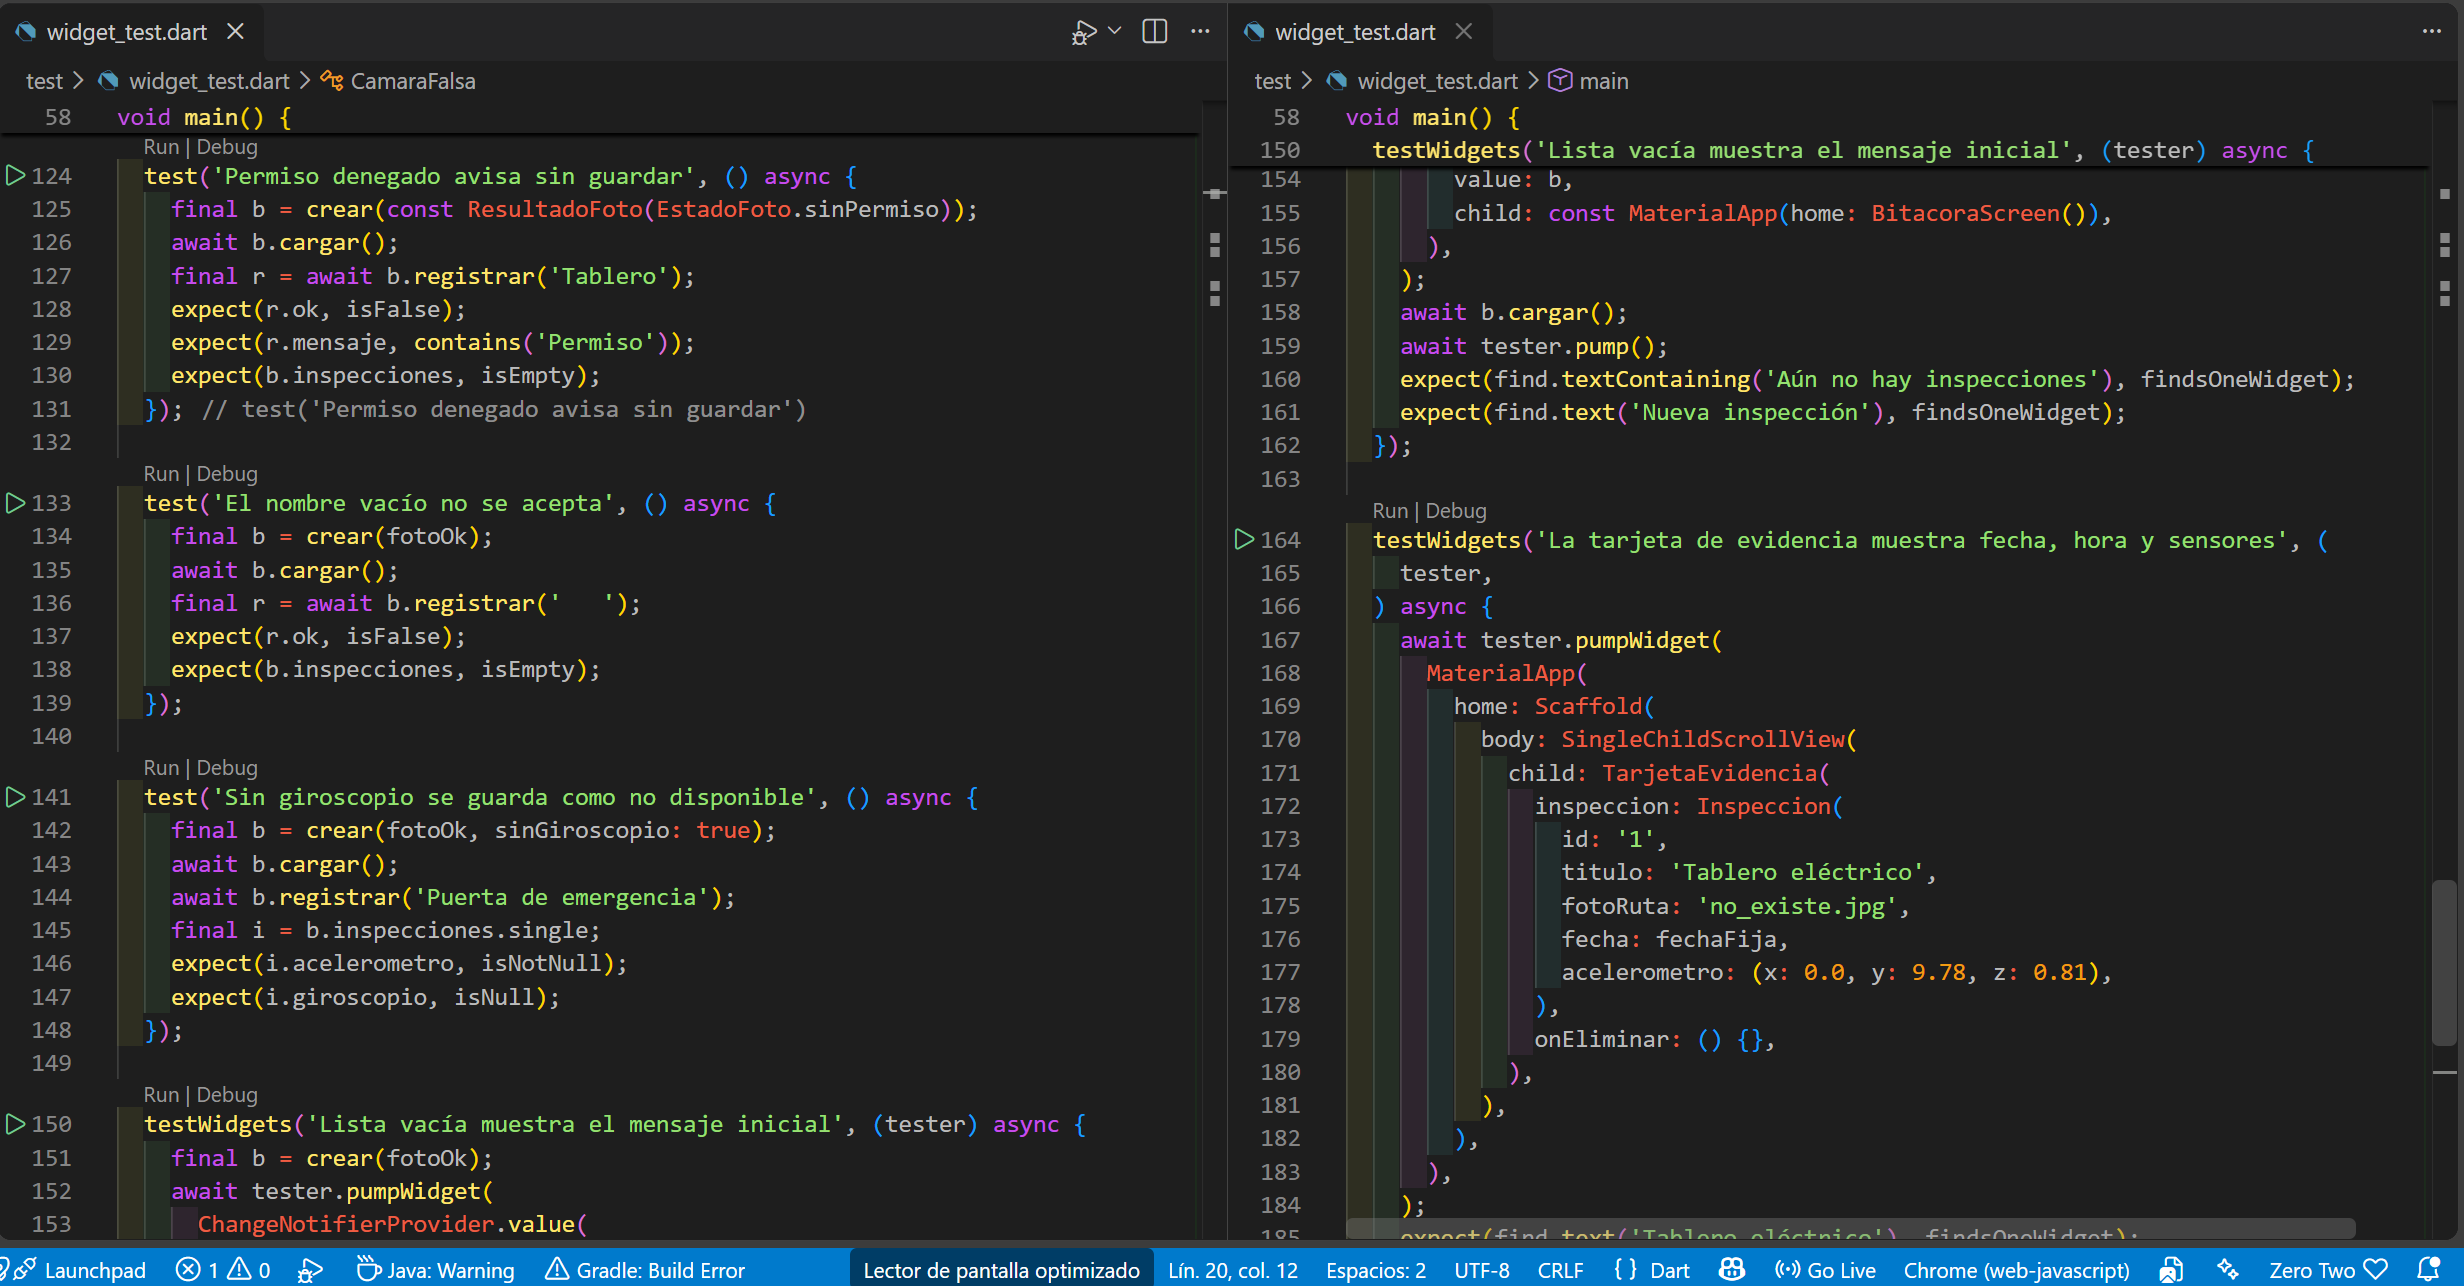 widget_test.dart
test > widget_test.dart > CamaraFalsa
58 void main() {
Run | Debug
124 test('Permiso denegado avisa sin guardar', () async {
125 final b = crear(const ResultadoFoto(EstadoFoto.sinPermiso));
126 await b.cargar();
127 final r = await b.registrar('Tablero');
128 expect(r.ok, isFalse);
129 expect(r.mensaje, contains('Permiso'));
130 expect(b.inspecciones, isEmpty);
131 }); // test('Permiso denegado avisa sin guardar')
132
Run | Debug
133 test('El nombre vacío no se acepta', () async {
134 final b = crear(fotoOk);
135 await b.cargar();
136 final r = await b.registrar('   ');
137 expect(r.ok, isFalse);
138 expect(b.inspecciones, isEmpty);
139 });
140
Run | Debug
141 test('Sin giroscopio se guarda como no disponible', () async {
142 final b = crear(fotoOk, sinGiroscopio: true);
143 await b.cargar();
144 await b.registrar('Puerta de emergencia');
145 final i = b.inspecciones.single;
146 expect(i.acelerometro, isNotNull);
147 expect(i.giroscopio, isNull);
148 });
149
Run | Debug
150 testWidgets('Lista vacía muestra el mensaje inicial', (tester) async {
151 final b = crear(fotoOk);
152 await tester.pumpWidget(
153 ChangeNotifierProvider.value(
widget_test.dart
test > widget_test.dart > main
58 void main() {
150 testWidgets('Lista vacía muestra el mensaje inicial', (tester) async {
154 value: b,
155 child: const MaterialApp(home: BitacoraScreen()),
156 ),
157 );
158 await b.cargar();
159 await tester.pump();
160 expect(find.textContaining('Aún no hay inspecciones'), findsOneWidget);
161 expect(find.text('Nueva inspección'), findsOneWidget);
162 });
163
Run | Debug
164 testWidgets('La tarjeta de evidencia muestra fecha, hora y sensores', (
165 tester,
166 ) async {
167 await tester.pumpWidget(
168 MaterialApp(
169 home: Scaffold(
170 body: SingleChildScrollView(
171 child: TarjetaEvidencia(
172 inspeccion: Inspeccion(
173 id: '1',
174 titulo: 'Tablero eléctrico',
175 fotoRuta: 'no_existe.jpg',
176 fecha: fechaFija,
177 acelerometro: (x: 0.0, y: 9.78, z: 0.81),
178 ),
179 onEliminar: () {},
180 ),
181 ),
182 ),
183 ),
184 );
185 expect(find.text('Tablero eléctrico'), findsOneWidget);
Launchpad 1 0 Java: Warning Gradle: Build Error Lector de pantalla optimizado Lín. 20, col. 12 Espacios: 2 UTF-8 CRLF {} Dart Go Live Chrome (web-javascript) Zero Two